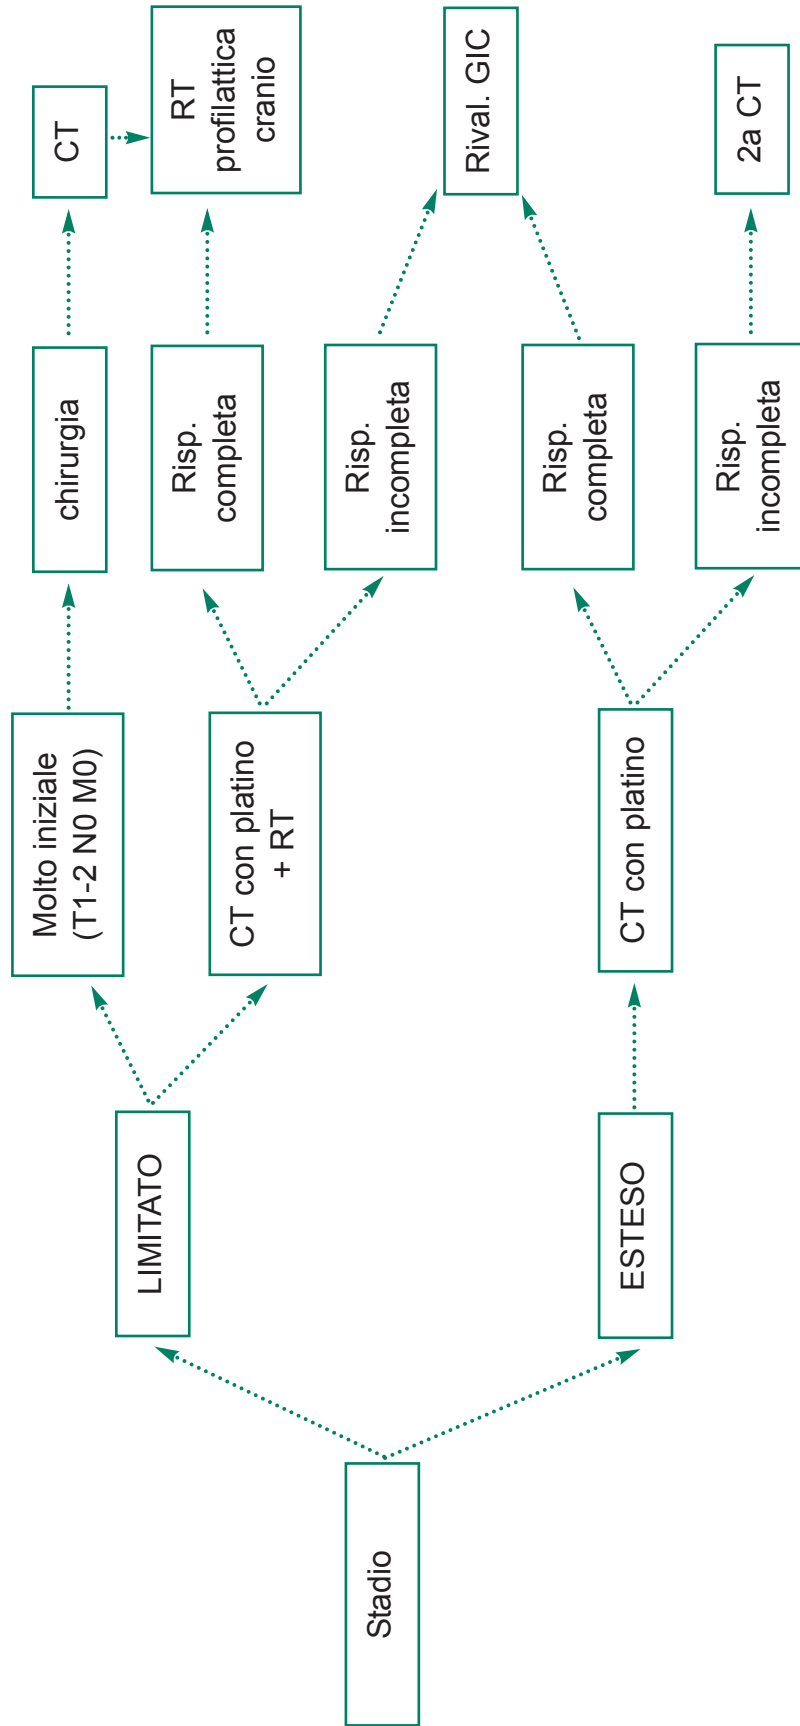 Stadio
LIMITATO
ESTESO
Molto iniziale
(T1-2 N0 M0)
CT con platino
+ RT
CT con platino
chirurgia
Risp.
completa
Risp.
incompleta
Risp.
completa
Risp.
incompleta
CT
RT
profilattica
cranio
Rival. GIC
2a CT